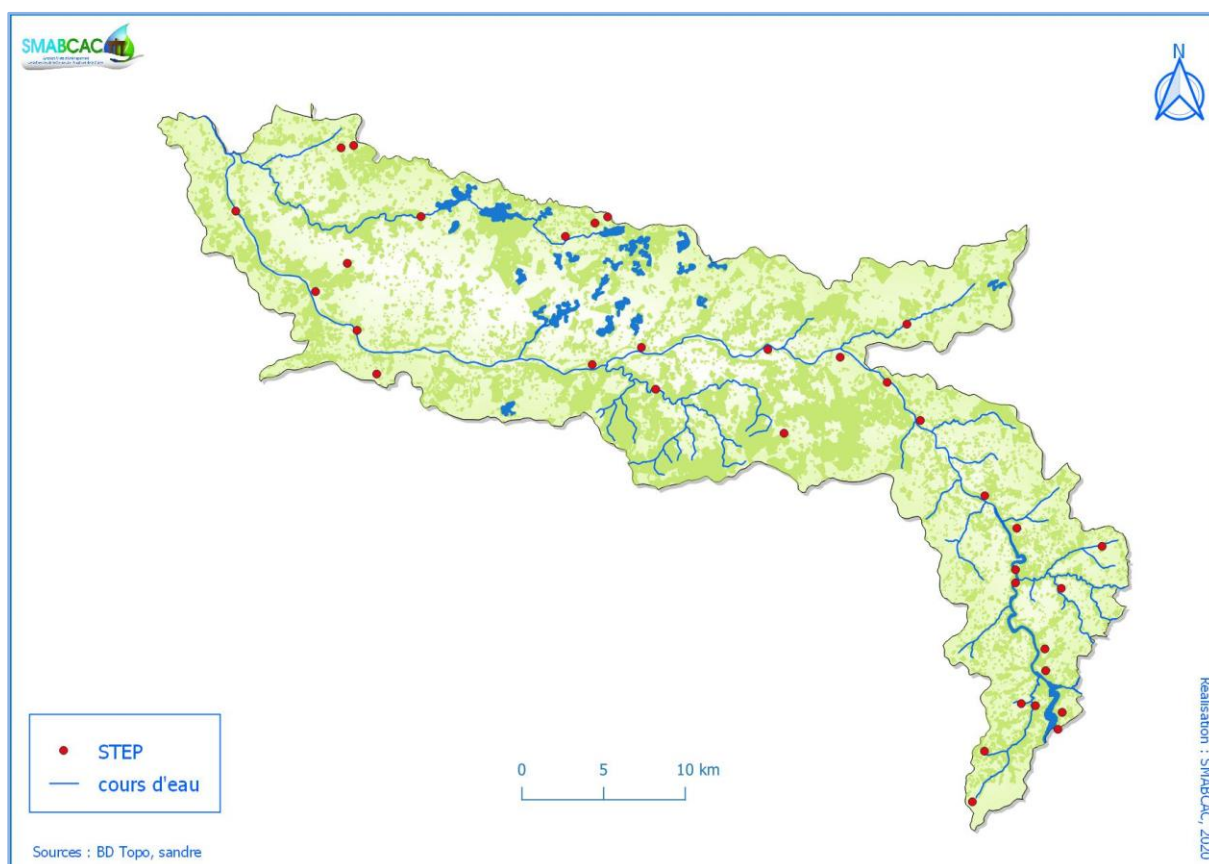 SMABCAC
N
STEP
cours d'eau
0 5 10 km
Sources : BD Topo, sandre
Réalisation : SMABCAC, 2020